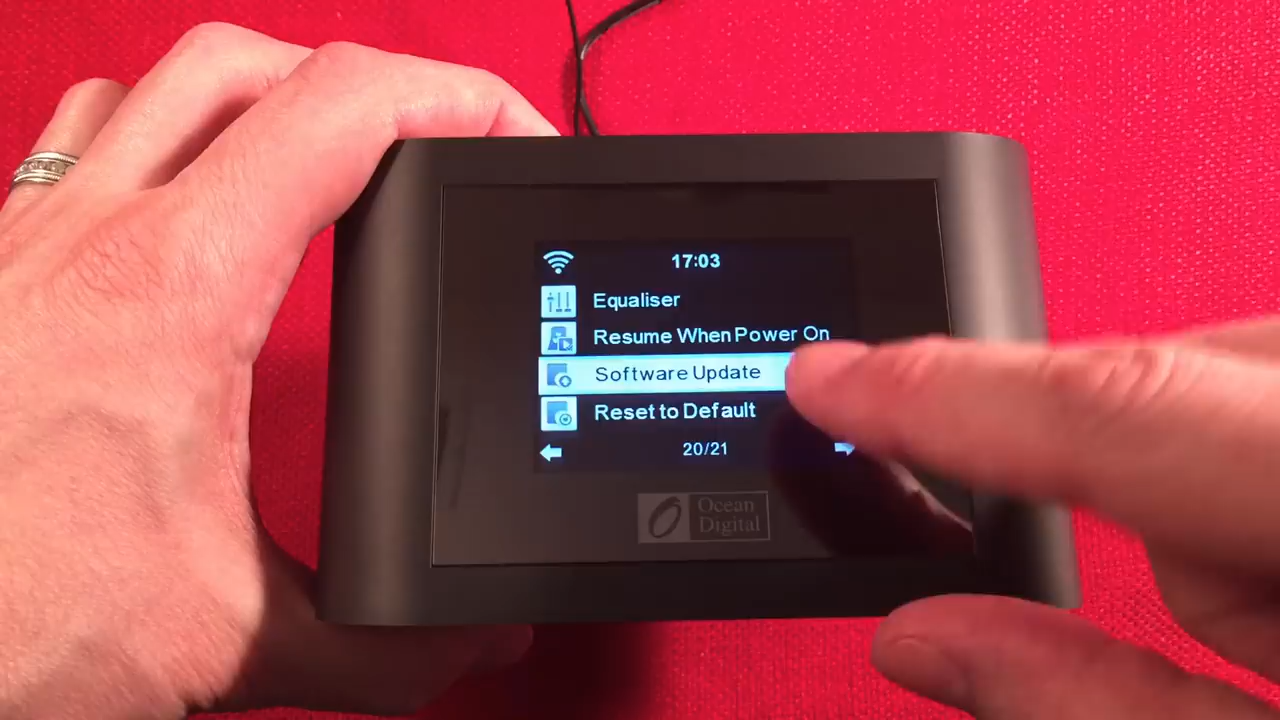 17:03
Equaliser
Resume When Power On
Software Update
Reset to Default
20/21
Ocean
Digital